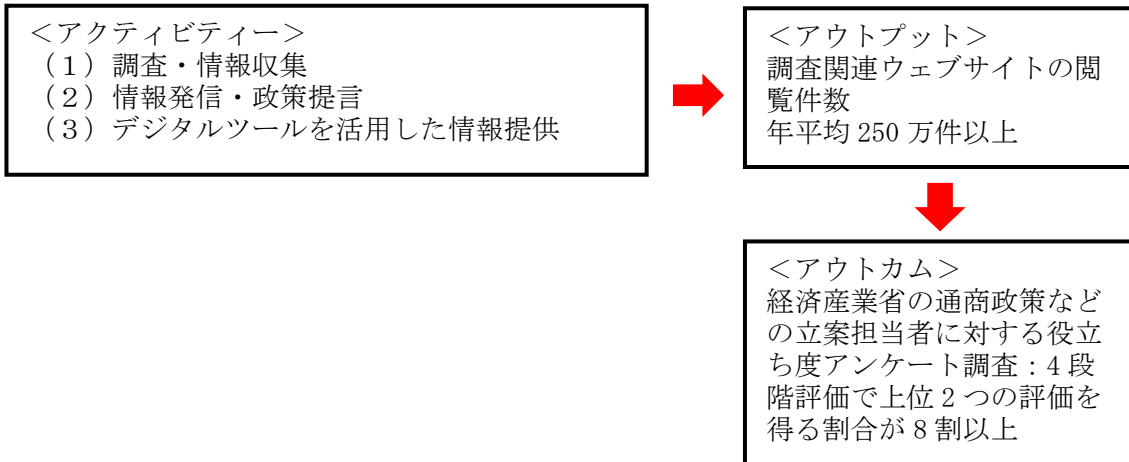 ＜アクティビティー＞
（１）調査・情報収集
（２）情報発信・政策提言
（３）デジタルツールを活用した情報提供
＜アウトプット＞
調査関連ウェブサイトの閲
覧件数
年平均 250 万件以上
＜アウトカム＞
経済産業省の通商政策など
の立案担当者に対する役立
ち度アンケート調査：4 段
階評価で上位 2 つの評価を
得る割合が 8 割以上